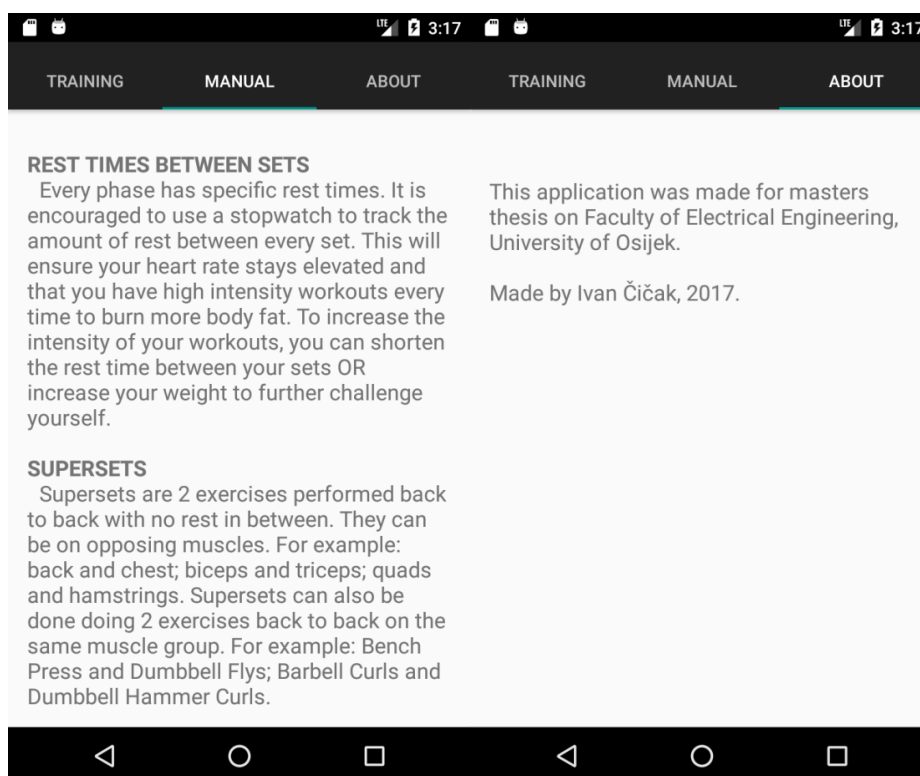 LTE 3:17
TRAINING MANUAL ABOUT
REST TIMES BETWEEN SETS
Every phase has specific rest times. It is
encouraged to use a stopwatch to track the
amount of rest between every set. This will
ensure your heart rate stays elevated and
that you have high intensity workouts every
time to burn more body fat. To increase the
intensity of your workouts, you can shorten
the rest time between your sets OR
increase your weight to further challenge
yourself.
SUPERSETS
Supersets are 2 exercises performed back
to back with no rest in between. They can
be on opposing muscles. For example:
back and chest; biceps and triceps; quads
and hamstrings. Supersets can also be
done doing 2 exercises back to back on the
same muscle group. For example: Bench
Press and Dumbbell Flys; Barbell Curls and
Dumbbell Hammer Curls.
LTE 3:17
TRAINING MANUAL ABOUT
This application was made for masters
thesis on Faculty of Electrical Engineering,
University of Osijek.
Made by Ivan Čičak, 2017.